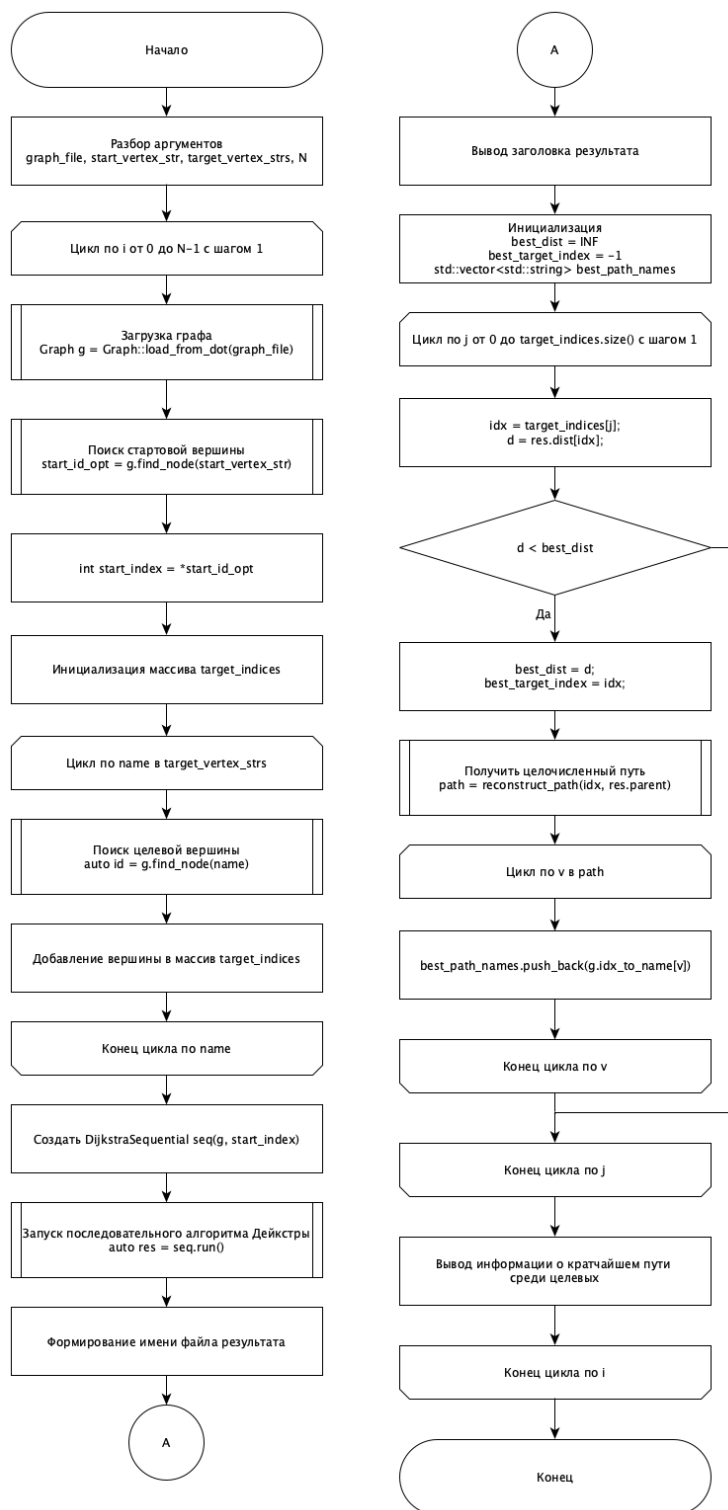 Начало
Разбор аргументов
graph_file, start_vertex_str, target_vertex_strs, N
Цикл по i от 0 до N-1 с шагом 1
Загрузка графа
Graph g = Graph::load_from_dot(graph_file)
Поиск стартовой вершины
start_id_opt = g.find_node(start_vertex_str)
int start_index = *start_id_opt
Инициализация массива target_indices
Цикл по name в target_vertex_strs
Поиск целевой вершины
auto id = g.find_node(name)
Добавление вершины в массив target_indices
Конец цикла по name
Создать DijkstraSequential seq(g, start_index)
Запуск последовательного алгоритма Дейкстры
auto res = seq.run()
Формирование имени файла результата
A
A
Вывод заголовка результата
Инициализация
best_dist = INF
best_target_index = -1
std::vector<std::string> best_path_names
Цикл по j от 0 до target_indices.size() с шагом 1
idx = target_indices[j];
d = res.dist[idx];
d < best_dist
Да
best_dist = d;
best_target_index = idx;
Получить целочисленный путь
path = reconstruct_path(idx, res.parent)
Цикл по v в path
best_path_names.push_back(g.idx_to_name[v])
Конец цикла по v
Конец цикла по j
Вывод информации о кратчайшем пути
среди целевых
Конец цикла по i
Конец